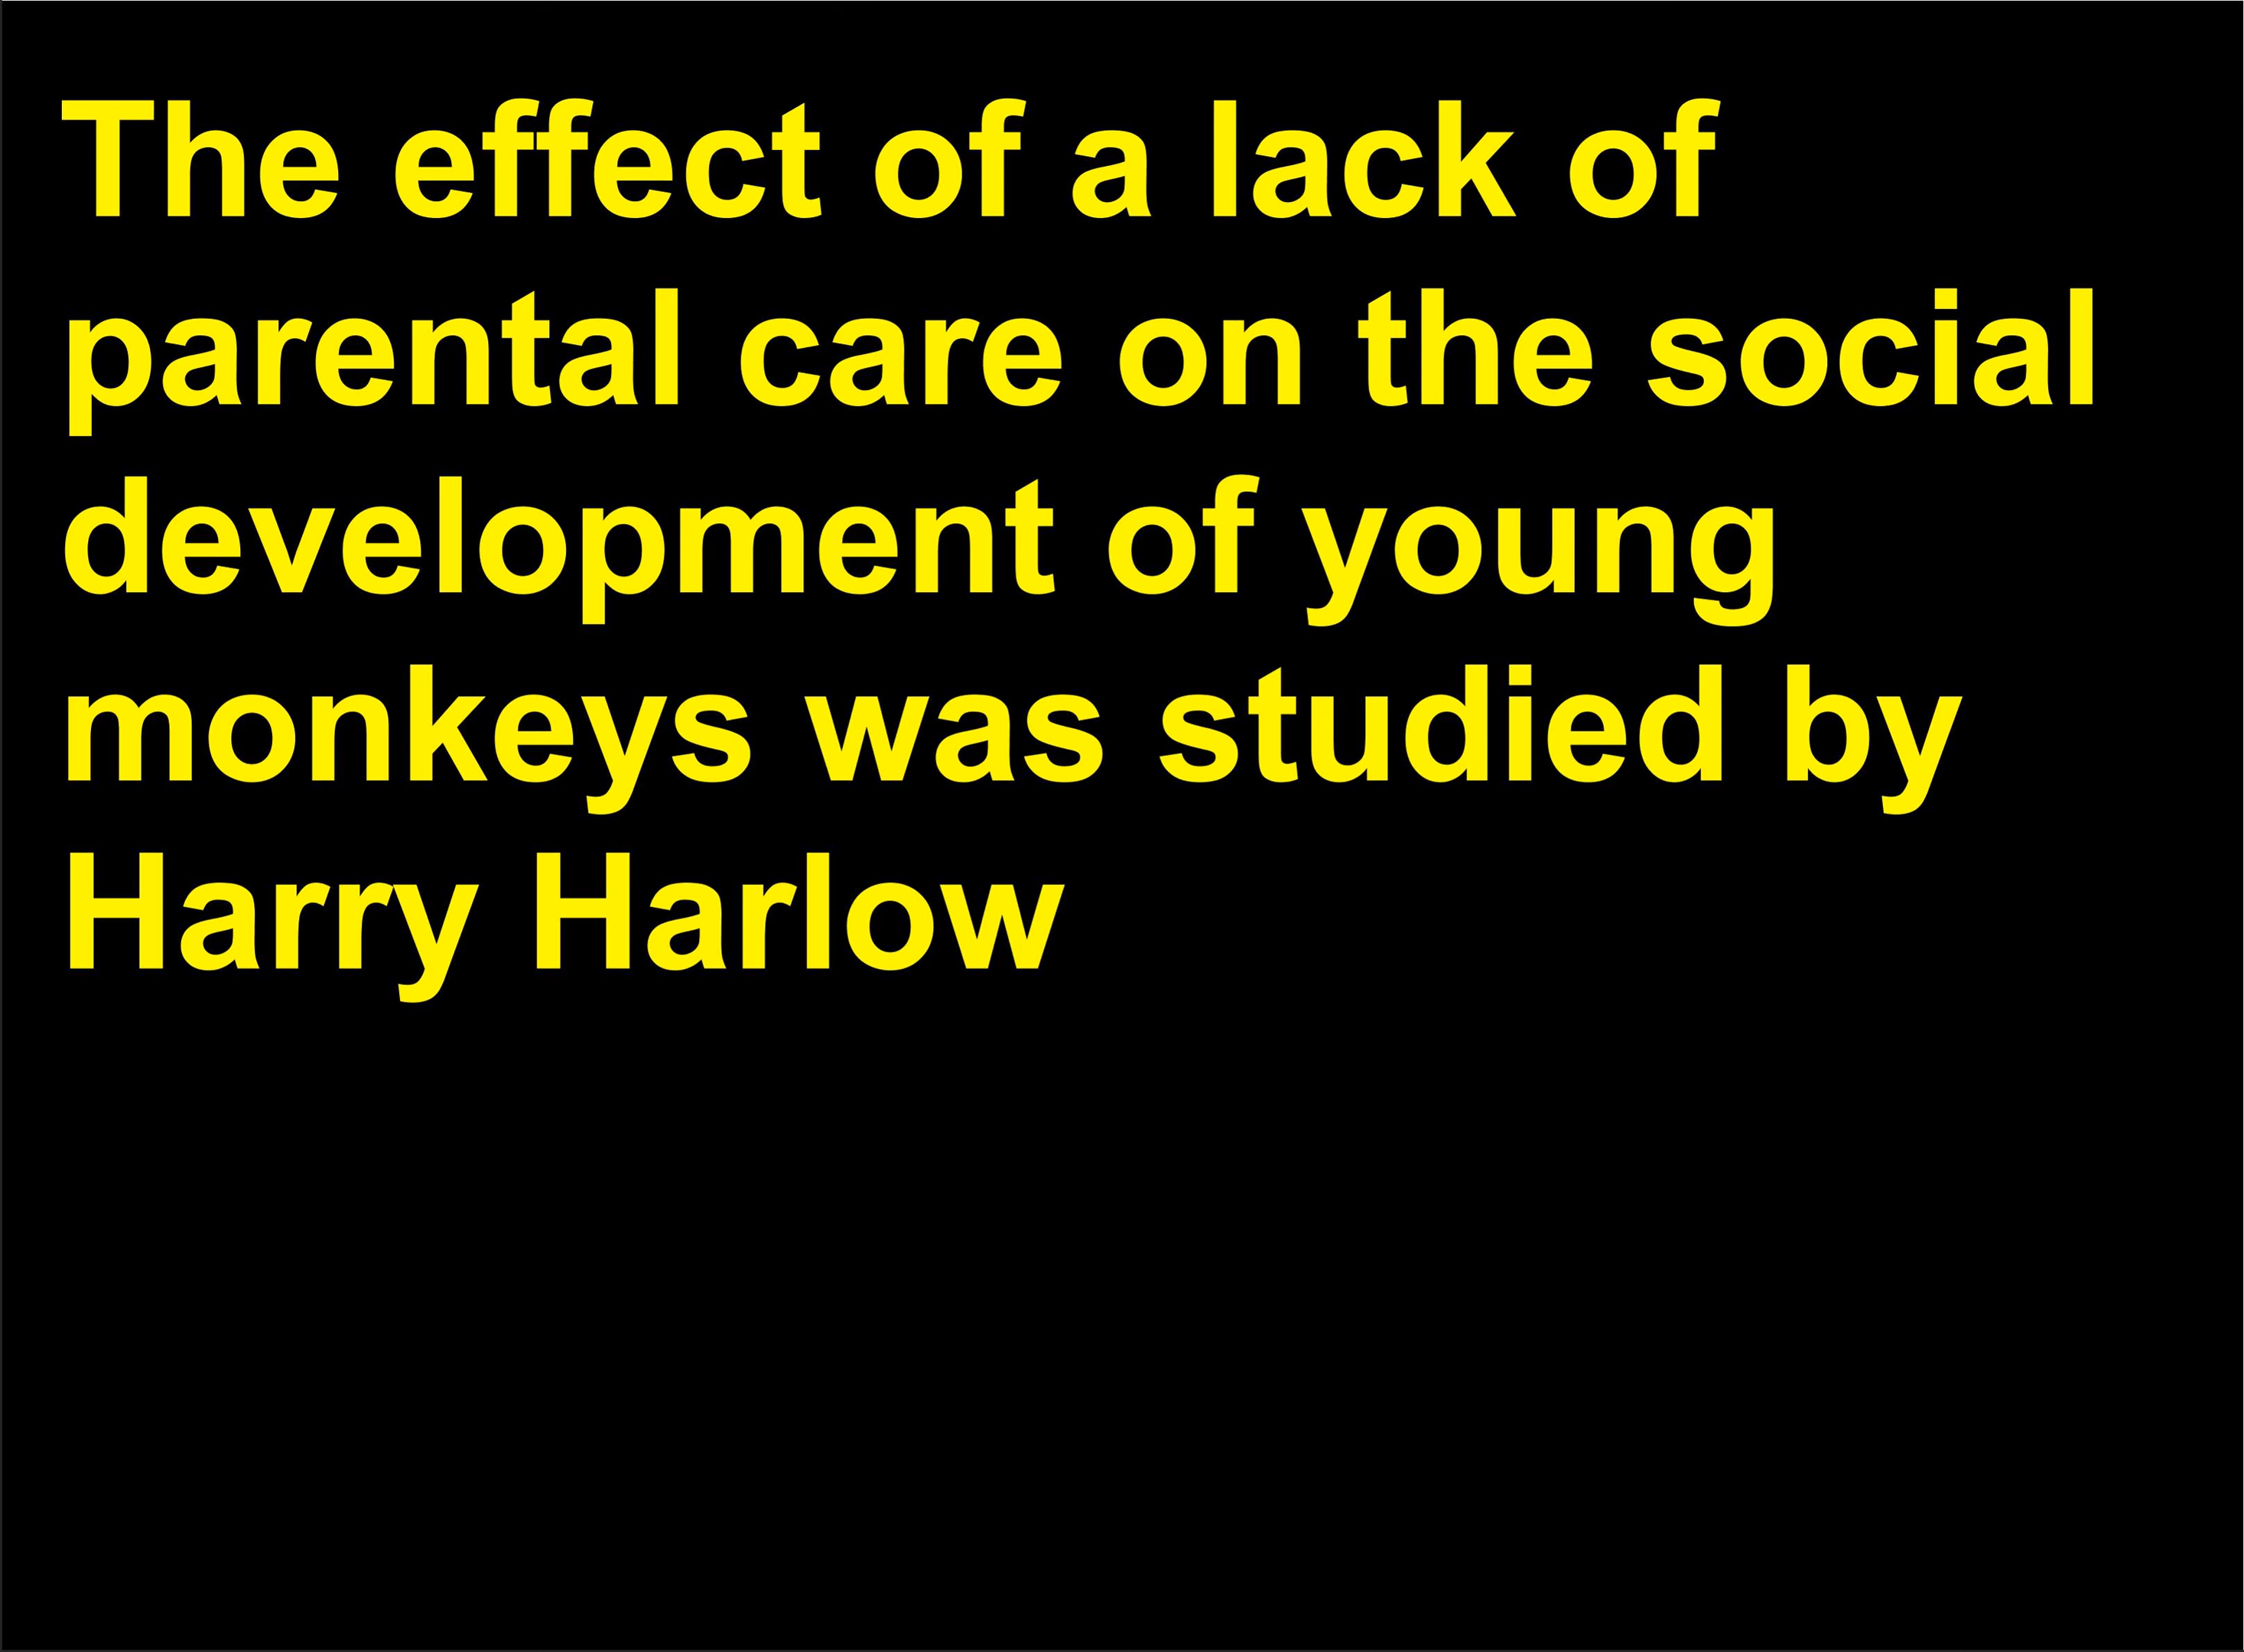 The effect of a lack of
parental care on the social
development of young
monkeys was studied by
Harry Harlow